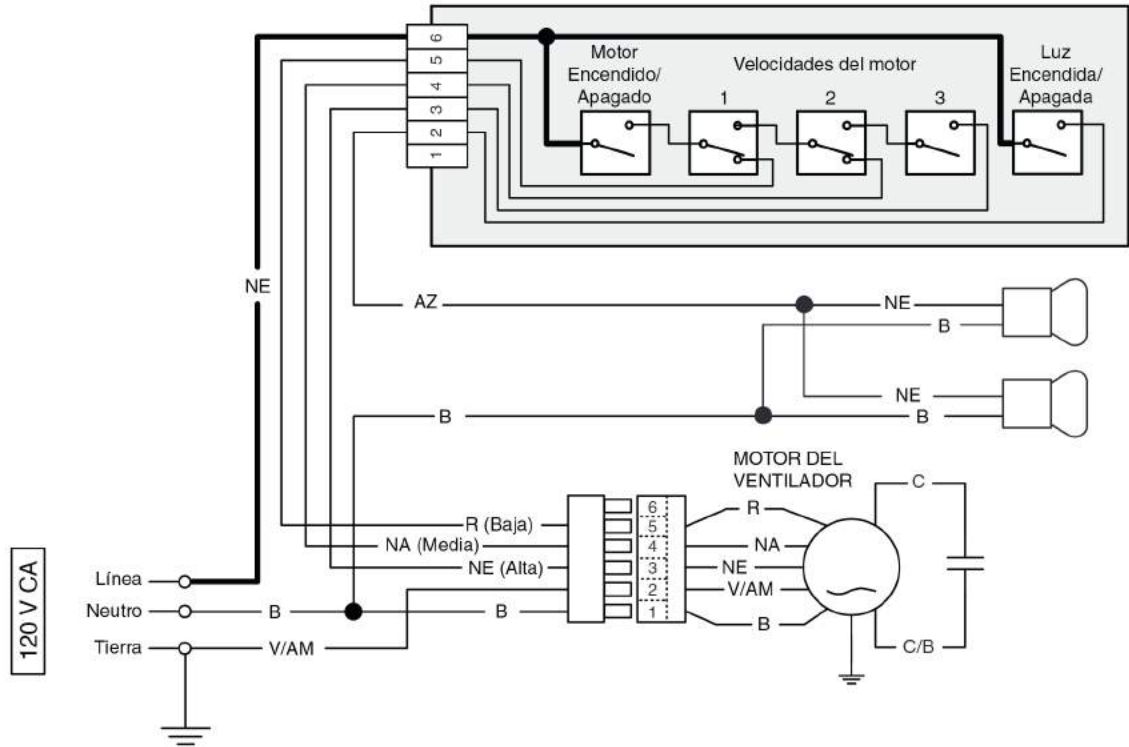 6
5
4
3
2
1
Motor
Encendido/
Apagado
Velocidades del motor
1
2
3
Luz
Encendida/
Apagada
NE
AZ
NE
B
NE
B
B
MOTOR DEL
VENTILADOR
C
R (Baja)
NA (Media)
NE (Alta)
6
5
4
3
2
1
R
NA
NE
V/AM
B
C/B
120 V CA
Línea
Neutro
B
B
Tierra
V/AM